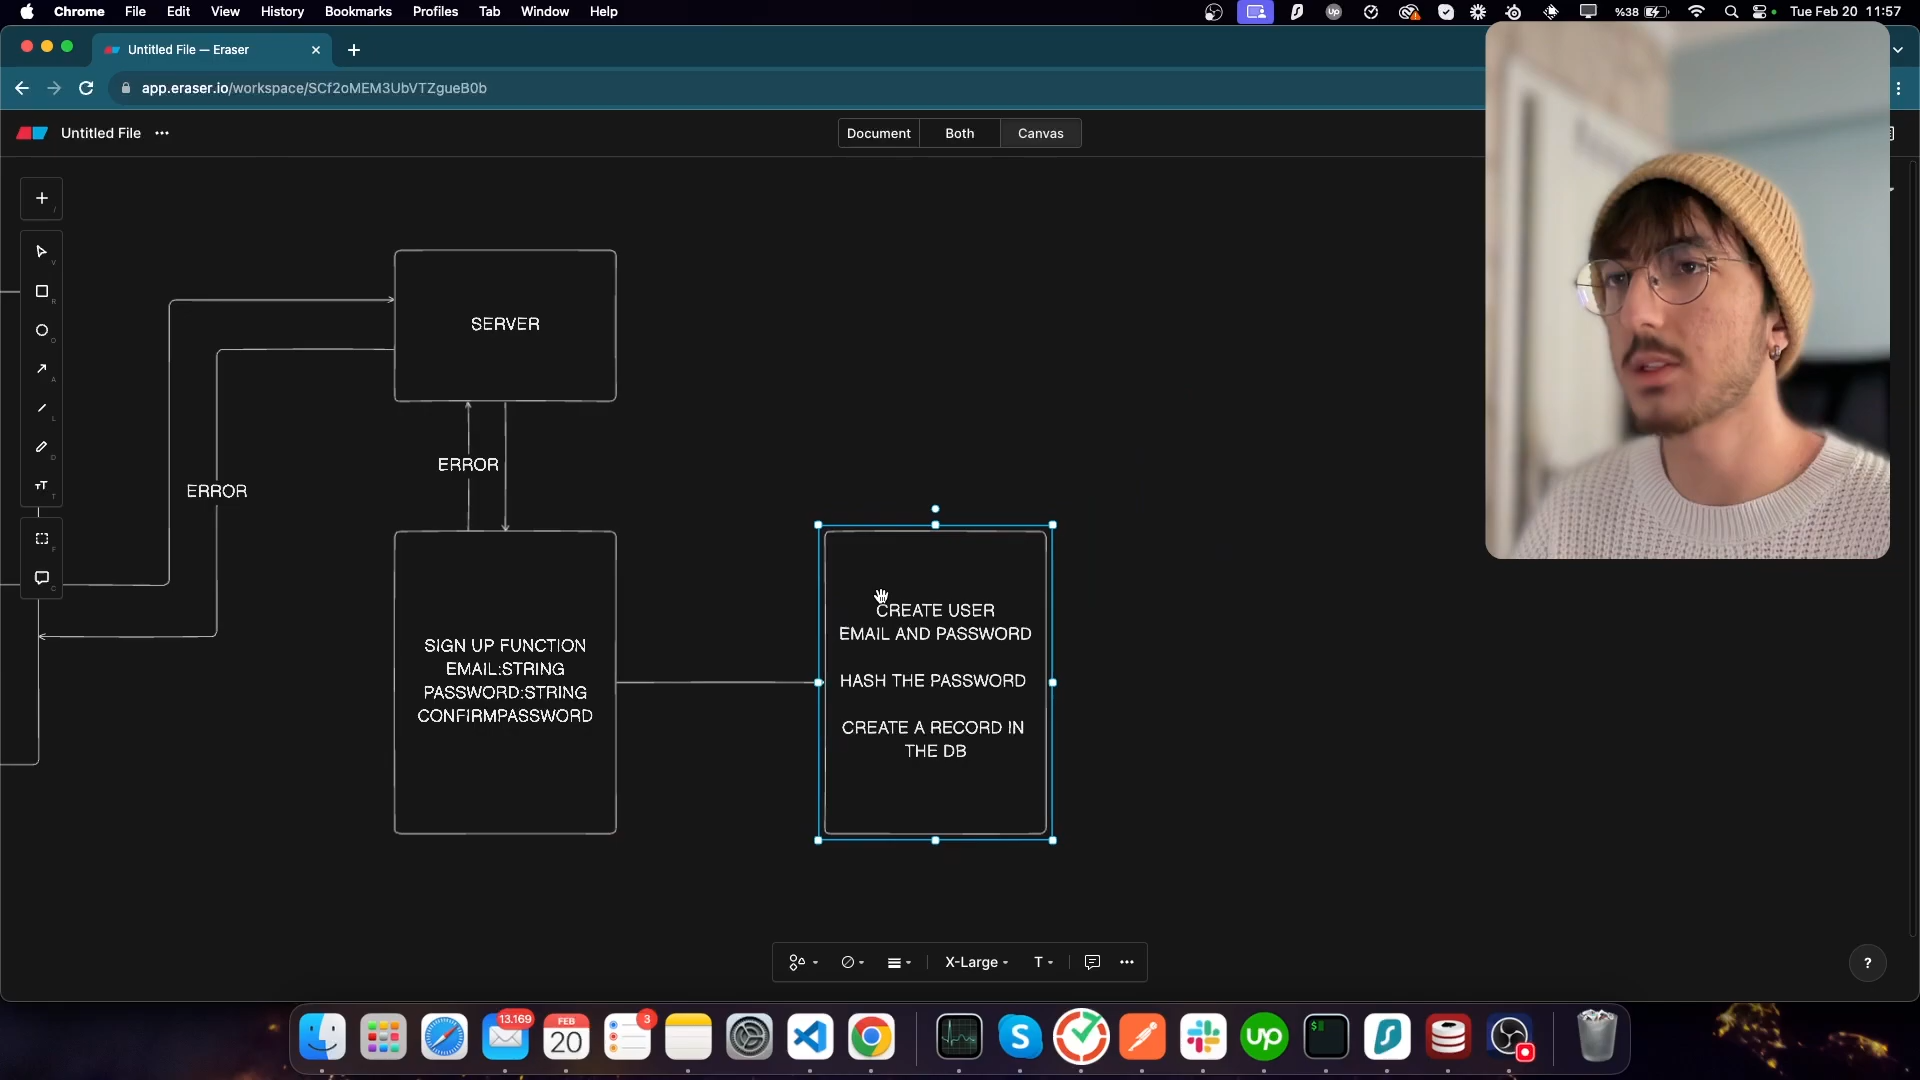 Chrome File Edit View History Bookmarks Profiles Tab Window Help
%38 Tue Feb 20 11:57
Untitled File — Eraser
app.eraser.io/workspace/SCf2oMEM3UbVTZgueB0b
Untitled File
Document Both Canvas
SERVER
ERROR
ERROR
SIGN UP FUNCTION
EMAIL:STRING
PASSWORD:STRING
CONFIRMPASSWORD
CREATE USER
EMAIL AND PASSWORD
HASH THE PASSWORD
CREATE A RECORD IN
THE DB
X-Large
T
?
13.169
FEB
20
3
S
up
$